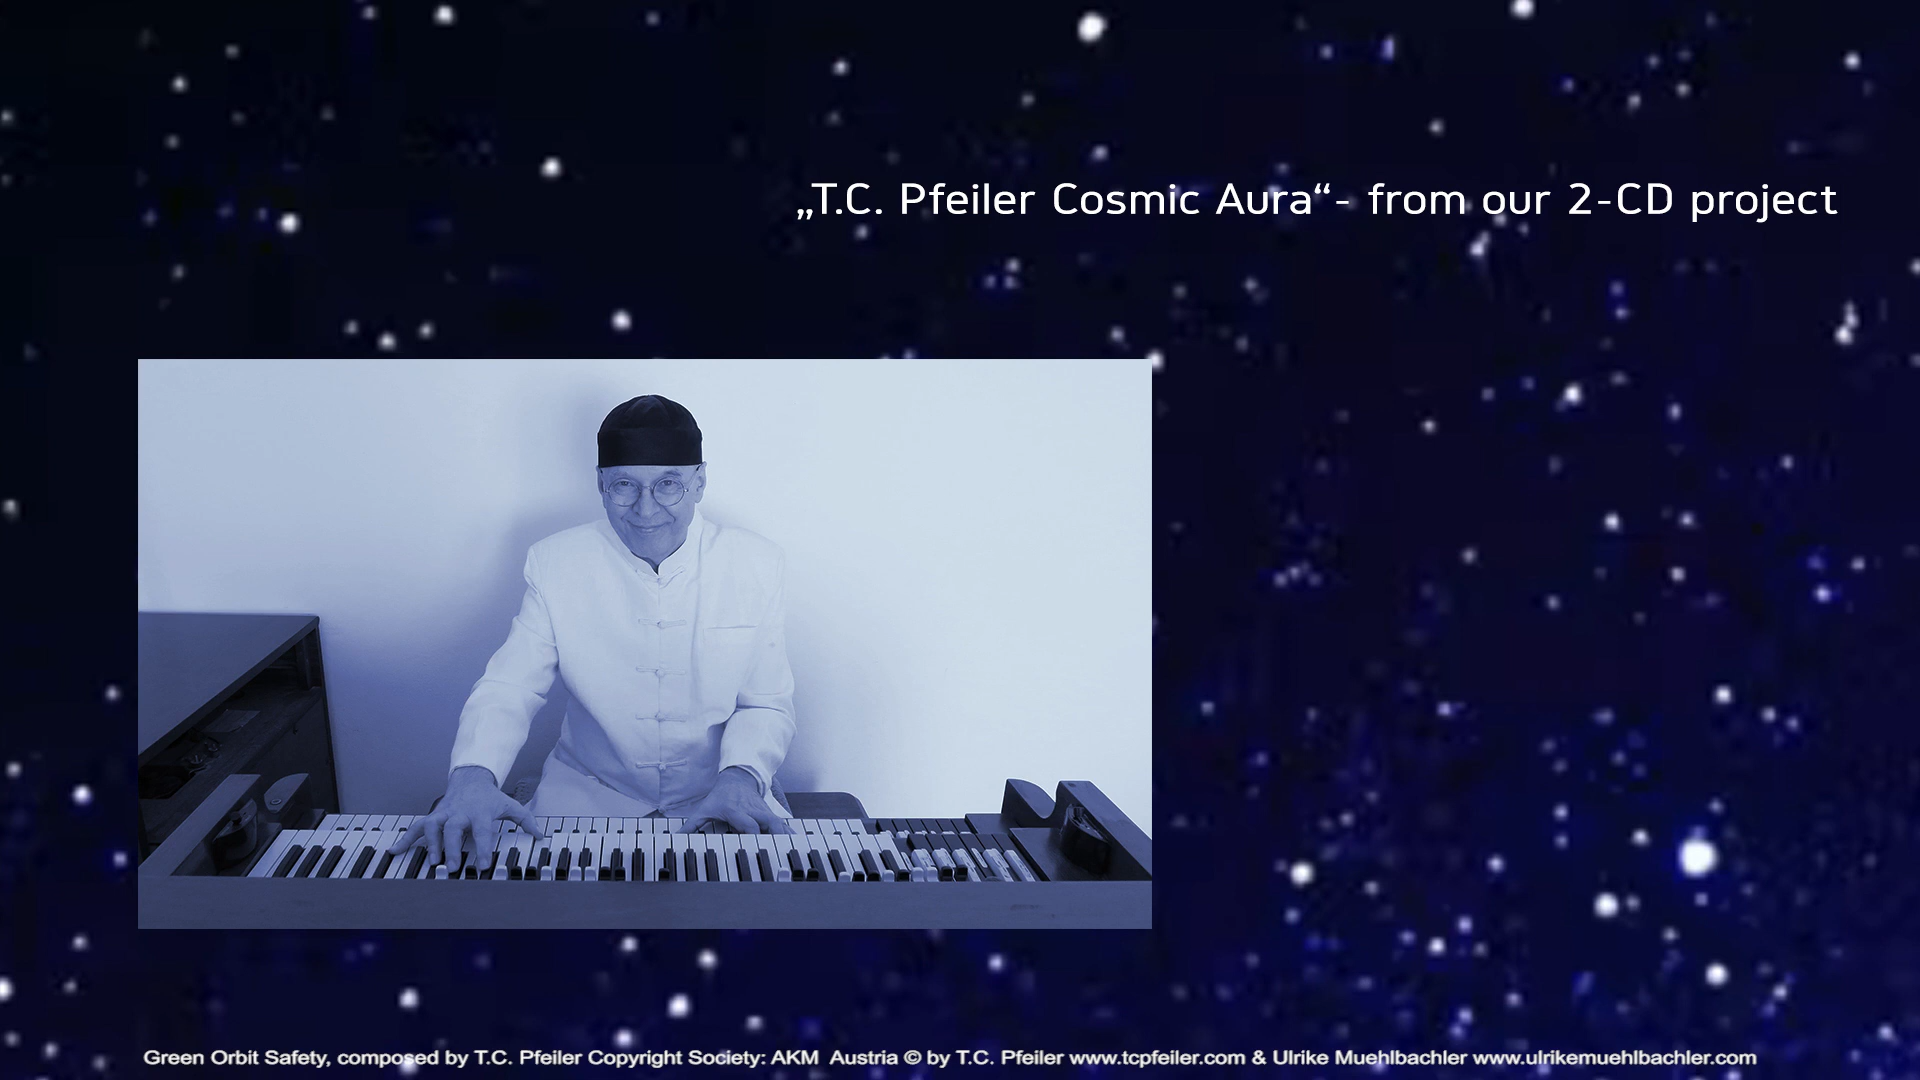 „T.C. Pfeiler Cosmic Aura“- from our 2-CD project
Green Orbit Safety, composed by T.C. Pfeiler Copyright Society: AKM Austria © by T.C. Pfeiler www.tcpfeiler.com & Ulrike Muehlbachler www.ulrikemuehlbachler.com